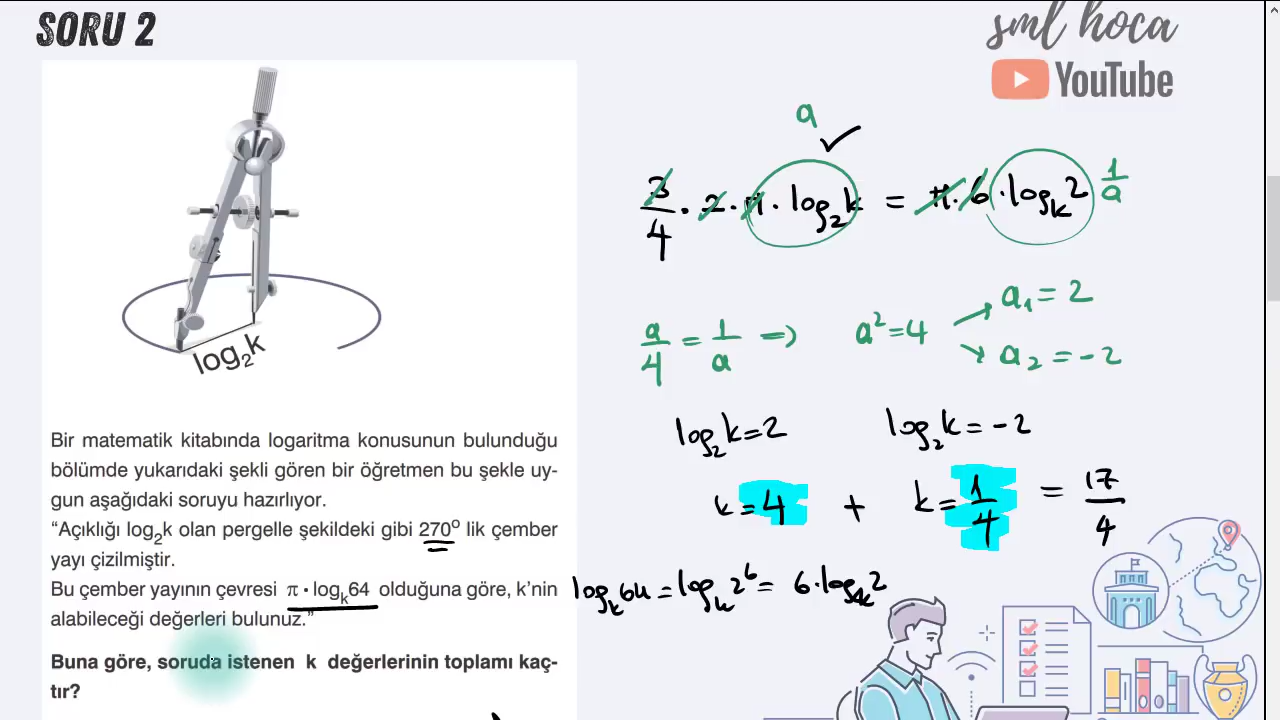 SORU 2
sml hoca
YouTube
log₂k
Bir matematik kitabında logaritma konusunun bulunduğu
bölümde yukarıdaki şekli gören bir öğretmen bu şekle uy-
gun aşağıdaki soruyu hazırlıyor.
“Açıklığı log₂k olan pergelle şekildeki gibi 270° lik çember
yayı çizilmiştir.
Bu çember yayının çevresi π · logₖ64 olduğuna göre, k’nin
alabileceği değerleri bulunuz.”
Buna göre, soruda istenen k değerlerinin toplamı kaç-
tır?
a
3/4 · 2 · π · log₂k = π · 6 · logₖ2 1/a
a/4 = 1/a ⇒ a² = 4
a₁ = 2
a₂ = -2
log₂k = 2 log₂k = -2
k = 4 + k = 1/4 = 17/4
logₖ64 = logₖ2⁶ = 6 · logₖ2